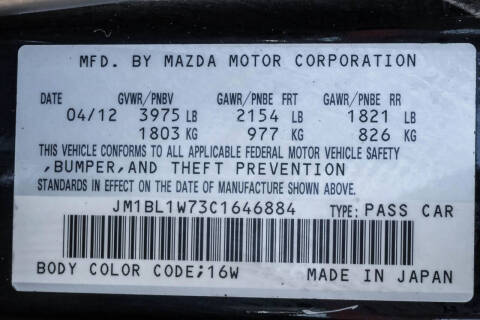 MFD. BY MAZDA MOTOR CORPORATION
DATE GVWR/PNBV GAWR/PNBE FRT GAWR/PNBE RR
04/12 3975 LB 2154 LB 1821 LB
1803 KG 977 KG 826 KG
THIS VEHICLE CONFORMS TO ALL APPLICABLE FEDERAL MOTOR VEHICLE SAFETY
,BUMPER,AND THEFT PREVENTION
STANDARDS IN EFFECT ON THE DATE OF MANUFACTURE SHOWN ABOVE.
JM1BL1W73C1646884 TYPE: PASS CAR
BODY COLOR CODE;16W MADE IN JAPAN